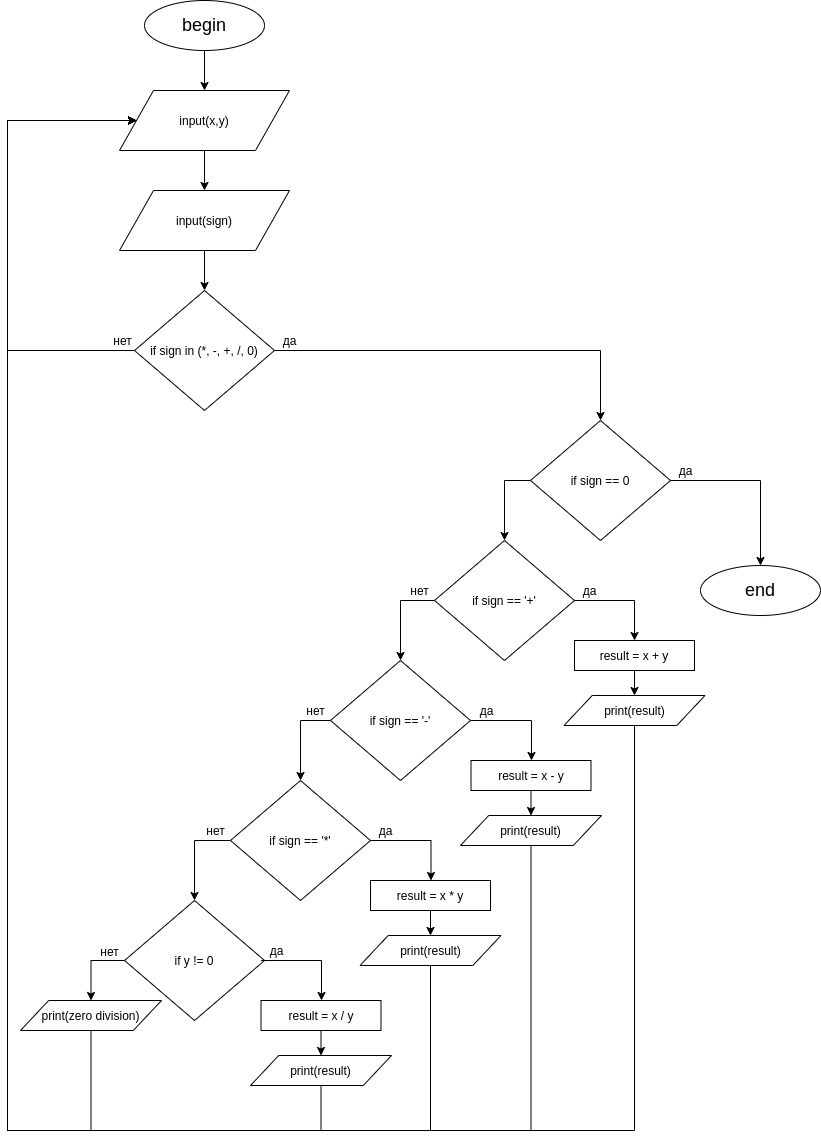 begin
input(x,y)
input(sign)
нет
if sign in (*, -, +, /, 0)
да
if sign == 0
да
end
нет
if sign == '+'
да
result = x + y
print(result)
нет
if sign == '-'
да
result = x - y
print(result)
нет
if sign == '*'
да
result = x * y
print(result)
нет
if y != 0
да
print(zero division)
result = x / y
print(result)